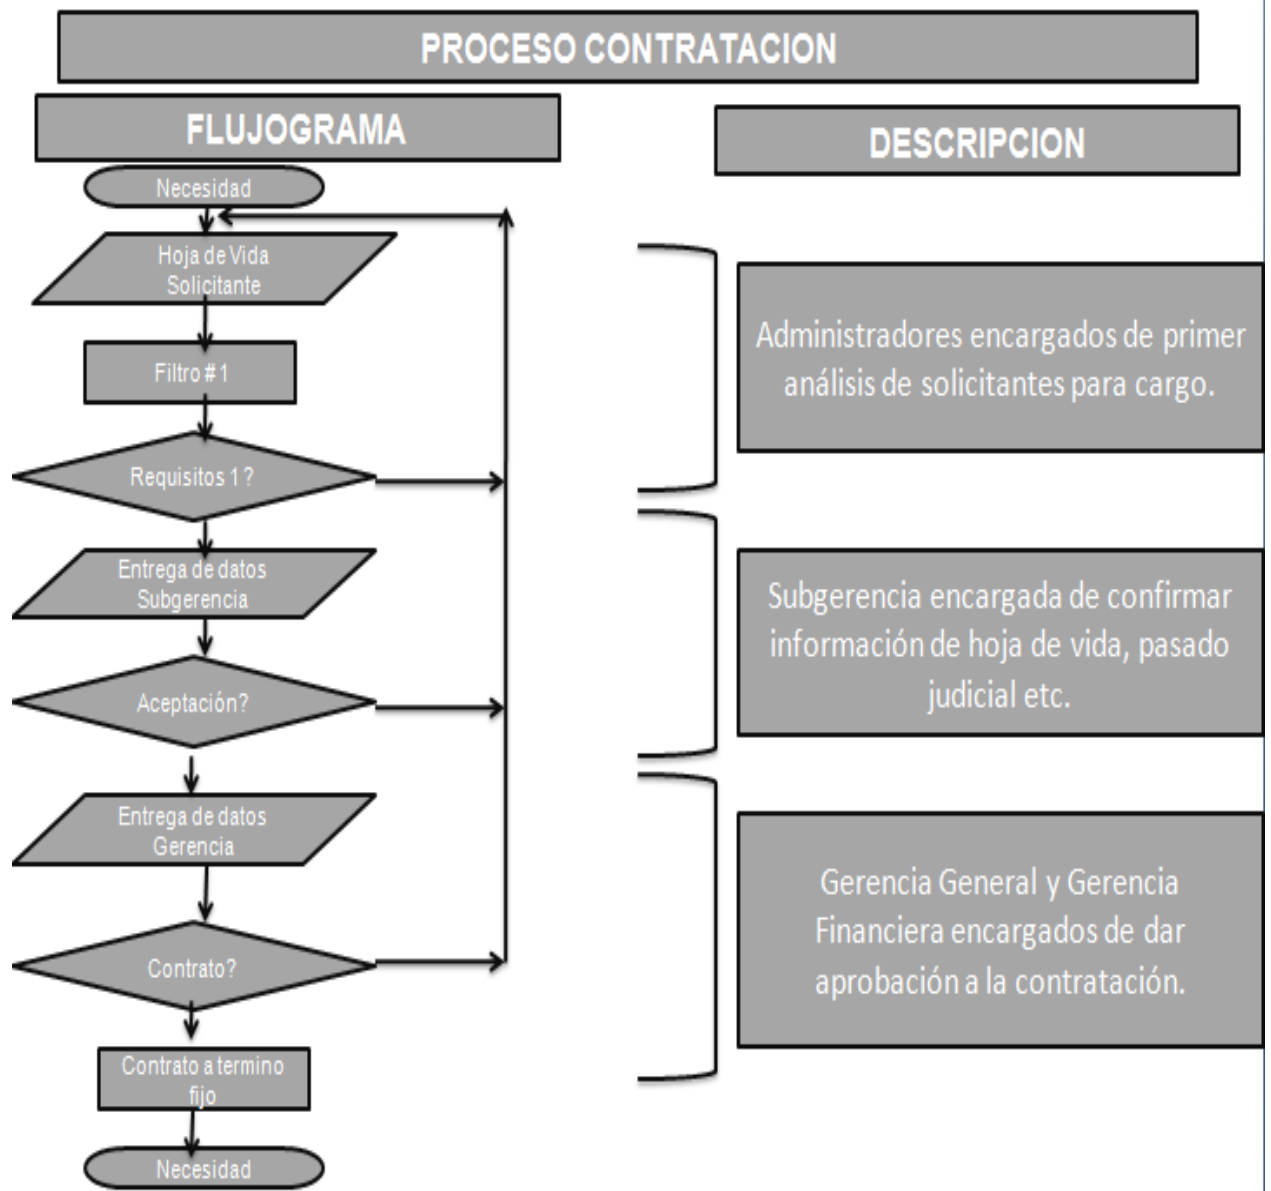 PROCESO CONTRATACION
FLUJOGRAMA
Necesidad
Hoja de Vida
Solicitante
Filtro # 1
Requisitos 1 ?
Entrega de datos
Subgerencia
Aceptación?
Entrega de datos
Gerencia
Contrato?
Contrato a termino
fijo
Necesidad
DESCRIPCION
Administradores encargados de primer
análisis de solicitantes para cargo.
Subgerencia encargada de confirmar
información de hoja de vida, pasado
judicial etc.
Gerencia General y Gerencia
Financiera encargados de dar
aprobación a la contratación.